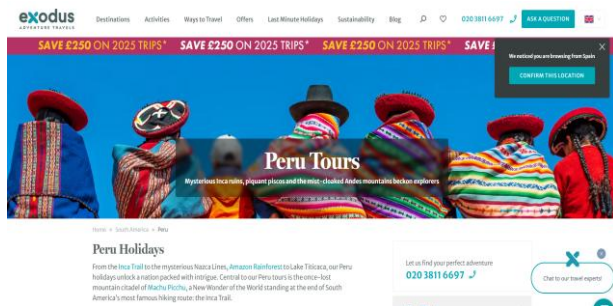 exodus
ADVENTURE TRAVELS
Destinations Activities Ways to Travel Offers Last Minute Holidays Sustainability Blog 020 3811 6697 ASK A QUESTION
SAVE £250 ON 2025 TRIPS* SAVE £250 ON 2025 TRIPS* SAVE £250 ON 2025 TRIPS* SAVE £
We noticed you are browsing from Spain
CONFIRM THIS LOCATION
Peru Tours
Mysterious Inca ruins, piquant piscos and the mist-cloaked Andes mountains beckon explorers
Home » South America » Peru
Peru Holidays
From the Inca Trail to the mysterious Nazca Lines, Amazon Rainforest to Lake Titicaca, our Peru
holidays unlock a nation packed with intrigue. Central to our Peru tours is the once-lost
mountain citadel of Machu Picchu, a New Wonder of the World standing at the end of South
America's most famous hiking route: the Inca Trail.
Let us find your perfect adventure
020 3811 6697
Chat to our travel experts!